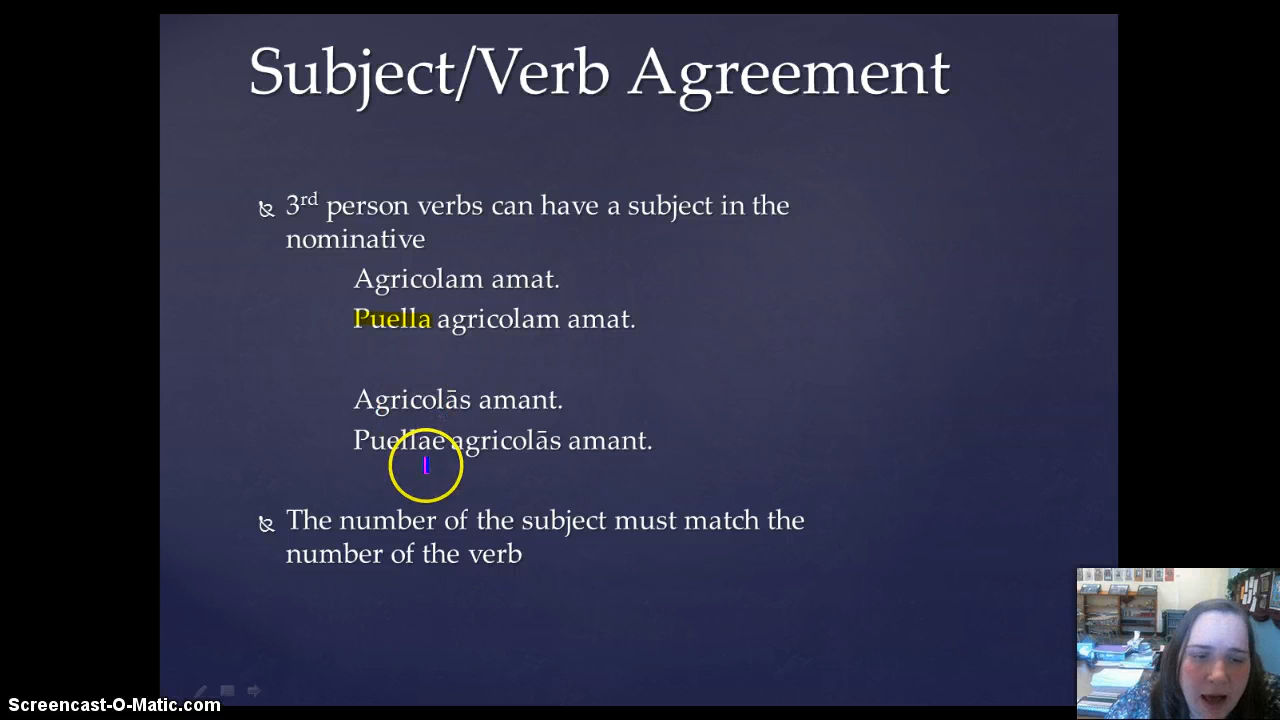 Subject/Verb Agreement
3rd person verbs can have a subject in the
nominative
Agricolam amat.
Puella agricolam amat.
Agricolās amant.
Puellae agricolās amant.
The number of the subject must match the
number of the verb
Screencast-O-Matic.com